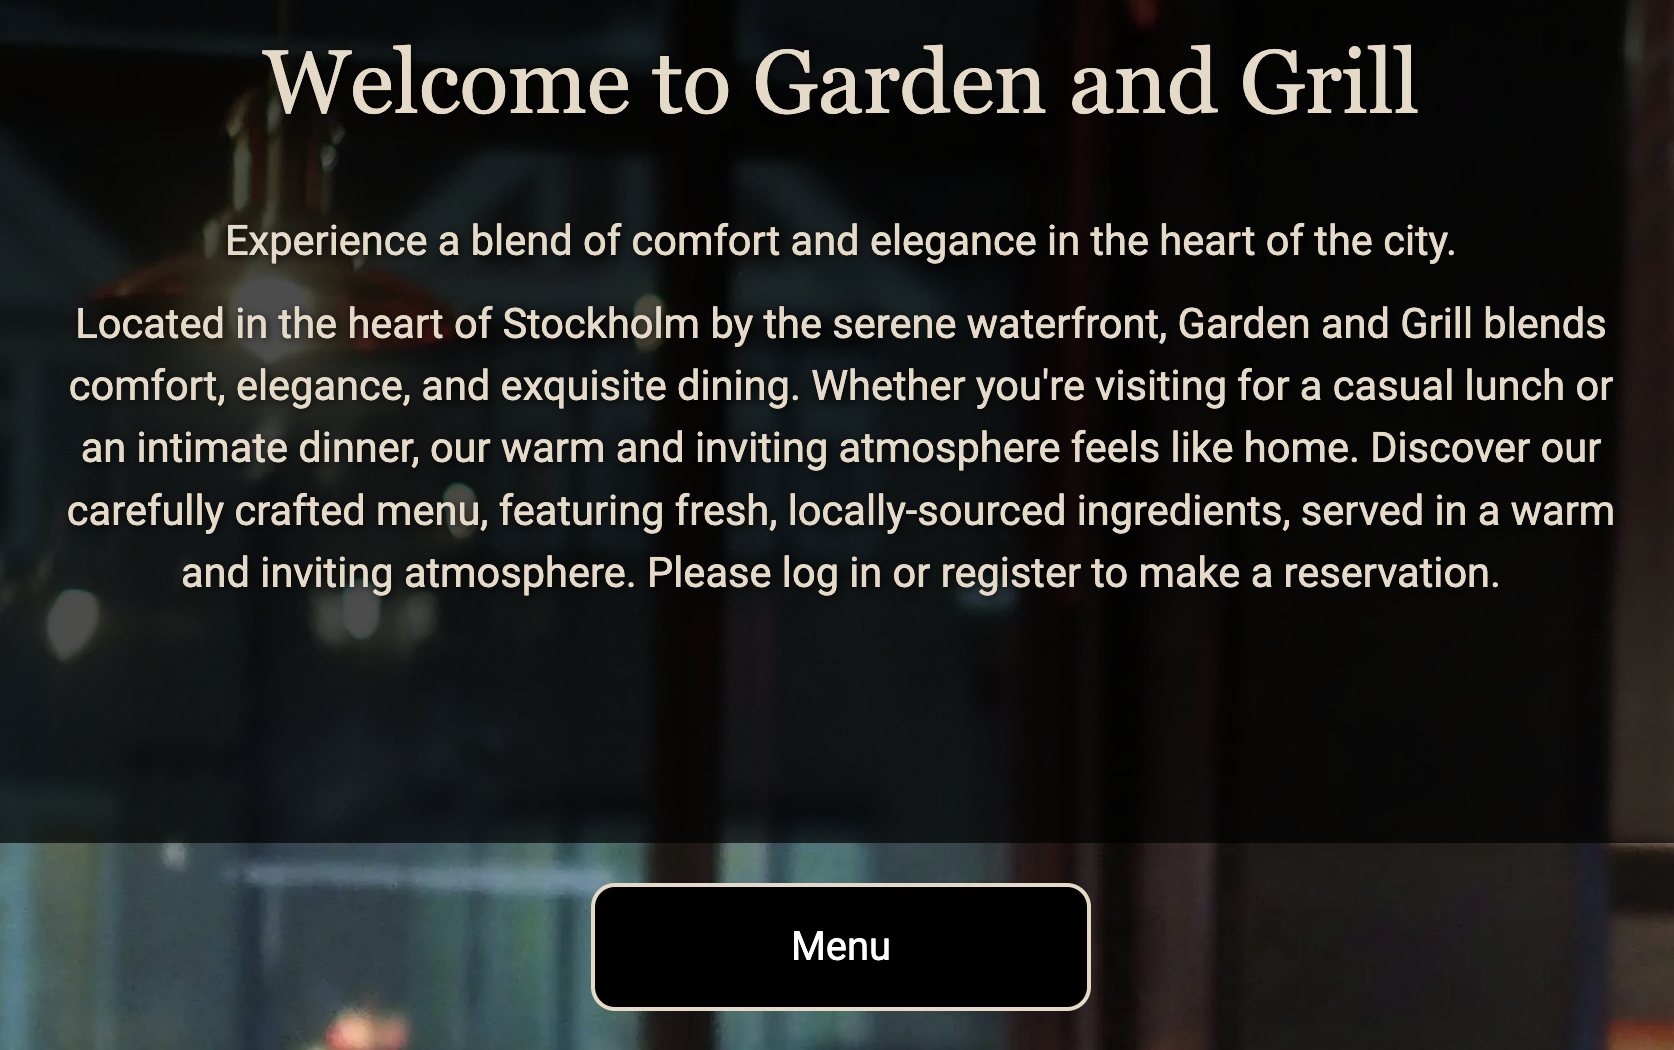 Welcome to Garden and Grill
Experience a blend of comfort and elegance in the heart of the city.
Located in the heart of Stockholm by the serene waterfront, Garden and Grill blends
comfort, elegance, and exquisite dining. Whether you're visiting for a casual lunch or
an intimate dinner, our warm and inviting atmosphere feels like home. Discover our
carefully crafted menu, featuring fresh, locally-sourced ingredients, served in a warm
and inviting atmosphere. Please log in or register to make a reservation.
Menu